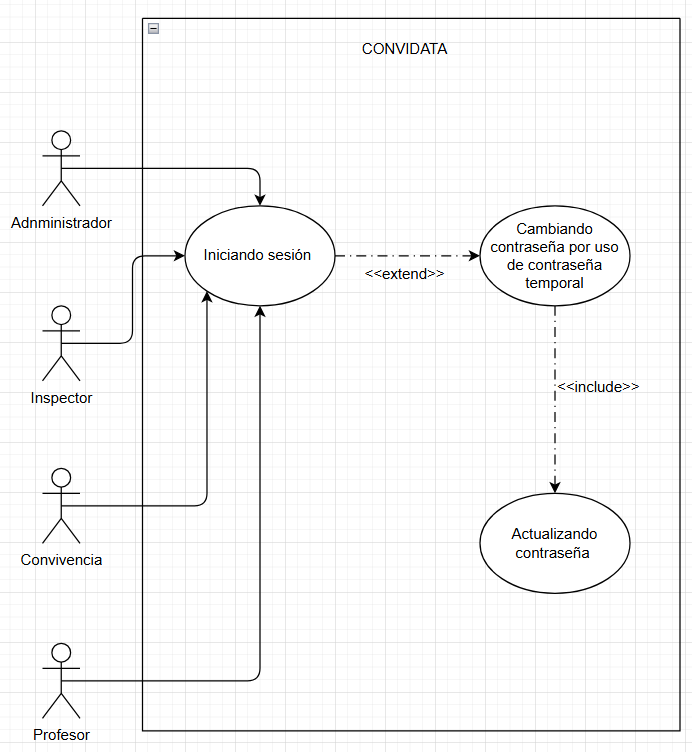 CONVIDATA
Adnministrador
Iniciando sesión
Cambiando
contraseña por uso
de contraseña
temporal
<<extend>>
Inspector
<<include>>
Convivencia
Actualizando
contraseña
Profesor